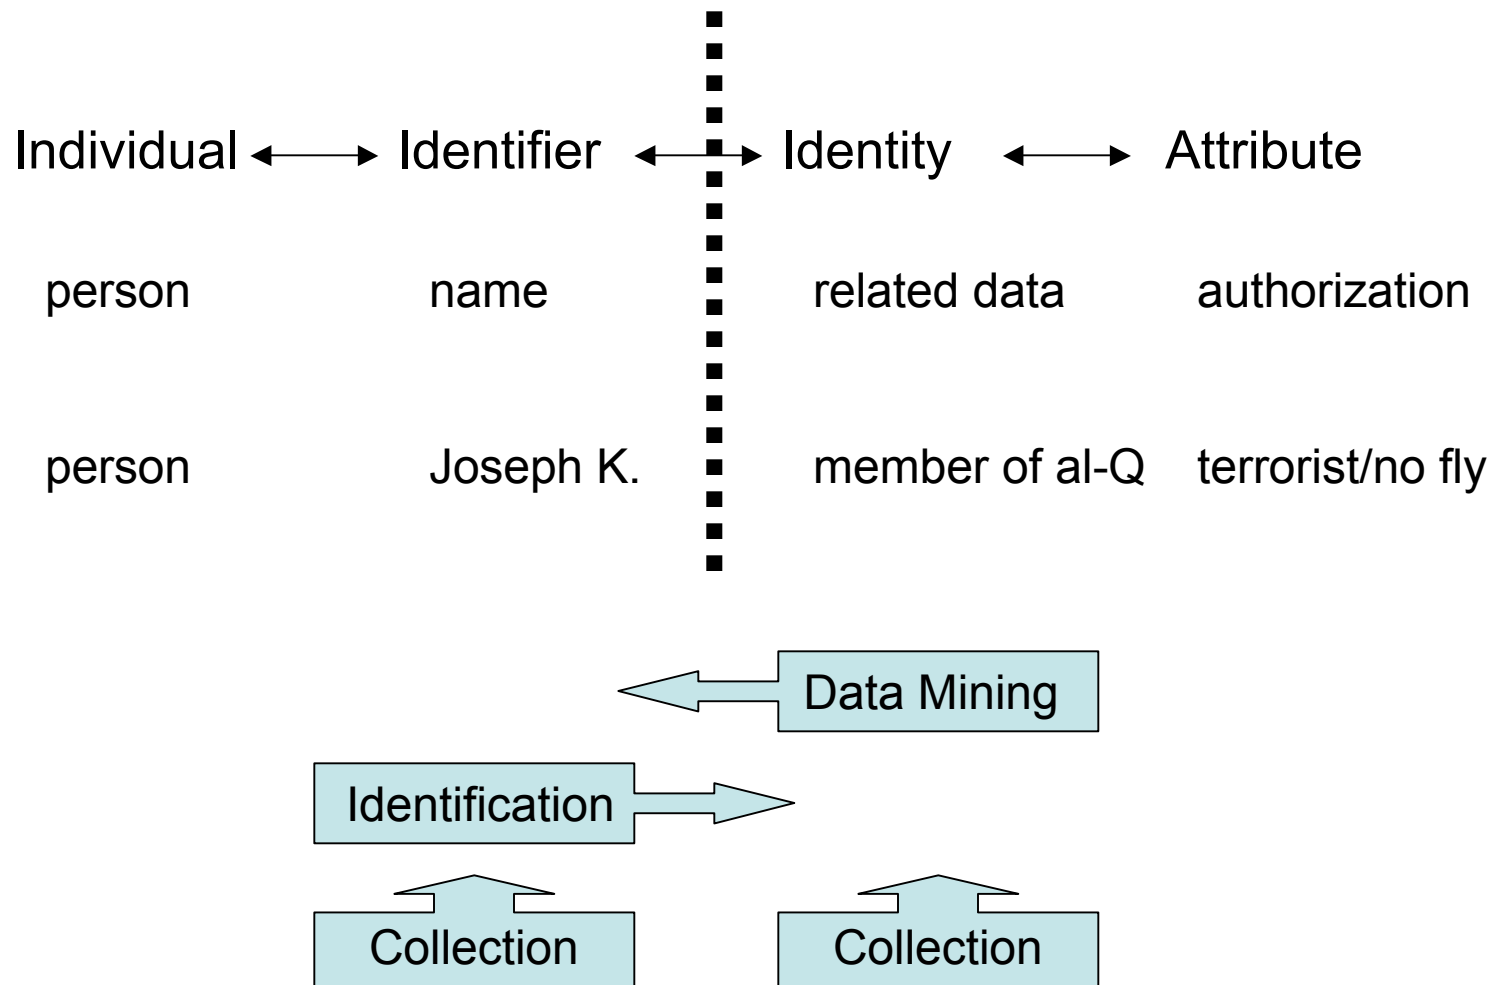 Individual Identifier Identity Attribute
person name related data authorization
person Joseph K. member of al-Q terrorist/no fly
Data Mining
Identification
Collection Collection